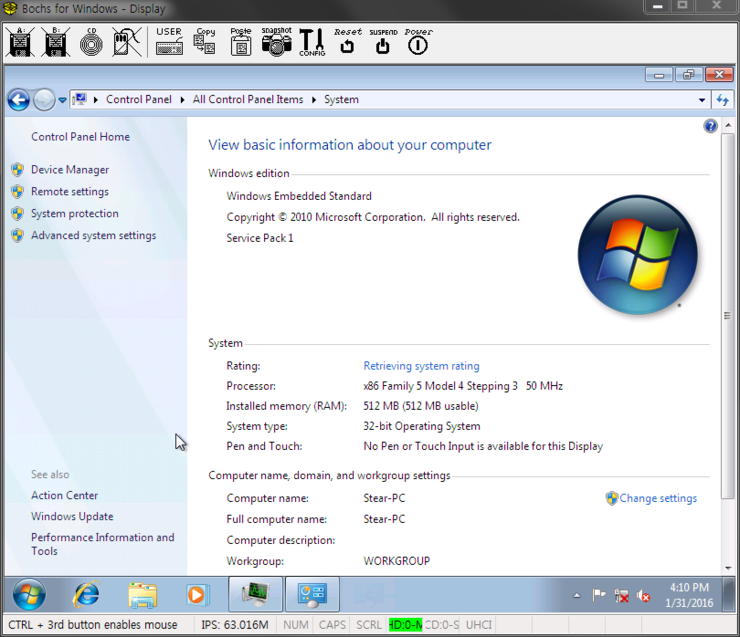 Bochs for Windows - Display
A:
B:
CD
USER
Copy
Paste
snapshot
CONFIG
Reset
SUSPEND
Power
Control Panel
All Control Panel Items
System
Control Panel Home
Device Manager
Remote settings
System protection
Advanced system settings
View basic information about your computer
Windows edition
Windows Embedded Standard
Copyright © 2010 Microsoft Corporation. All rights reserved.
Service Pack 1
System
Rating: Retrieving system rating
Processor: x86 Family 5 Model 4 Stepping 3 50 MHz
Installed memory (RAM): 512 MB (512 MB usable)
System type: 32-bit Operating System
Pen and Touch: No Pen or Touch Input is available for this Display
Computer name, domain, and workgroup settings
Computer name: Stear-PC
Change settings
Full computer name: Stear-PC
Computer description:
Workgroup: WORKGROUP
See also
Action Center
Windows Update
Performance Information and
Tools
4:10 PM
1/31/2016
CTRL + 3rd button enables mouse IPS: 63.016M NUM CAPS SCRL HD:0-M CD:0-S UHCI